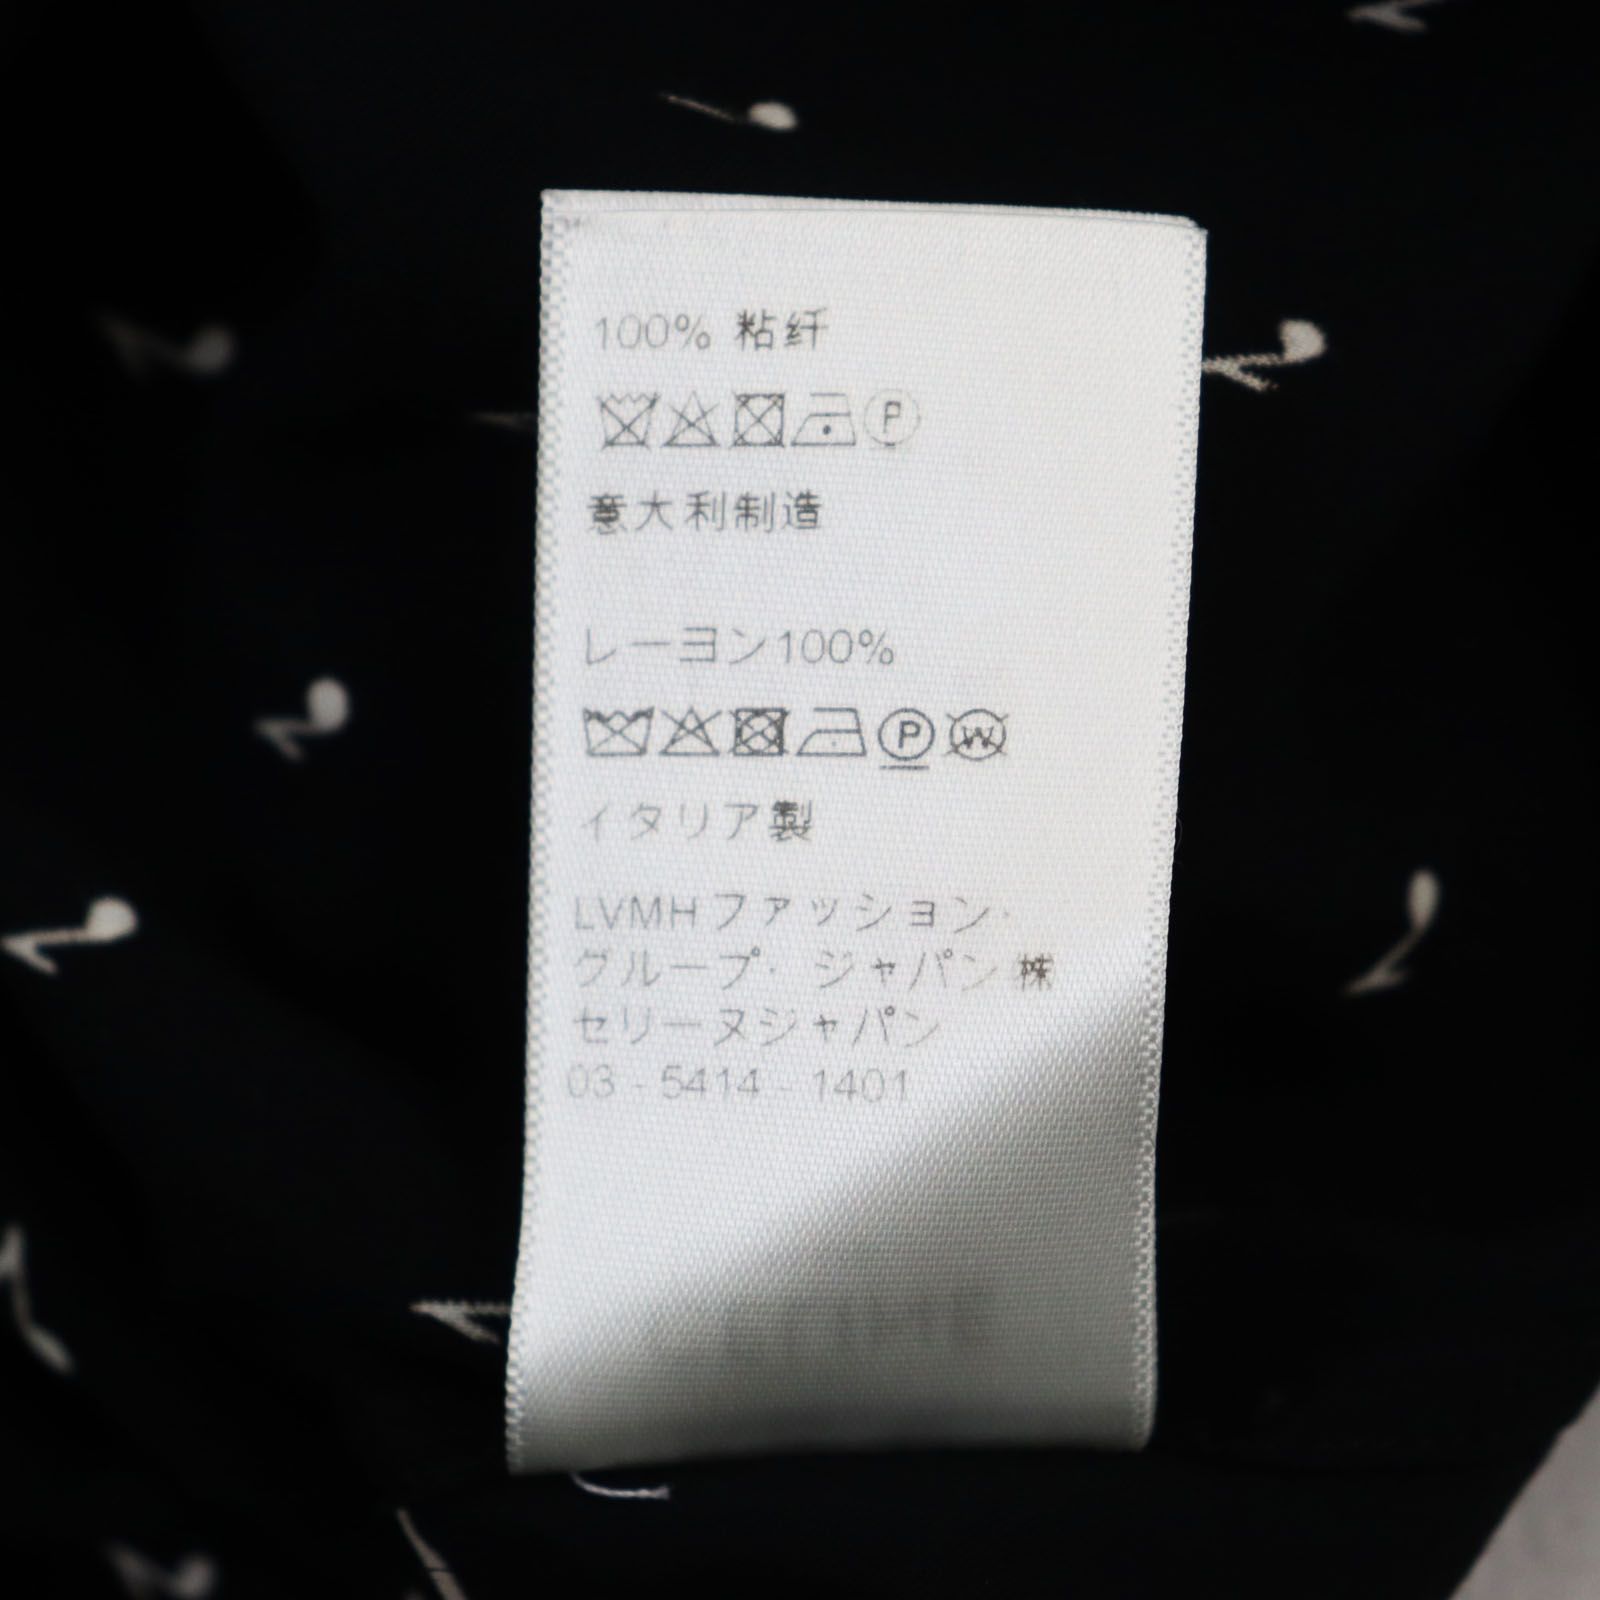 100% 粘纤
P
意大利制造
レーヨン100%
P W
イタリア製
LVMHファッション·
グループ· ジャパン 株
セリーヌジャパン
03 - 5414 - 1401